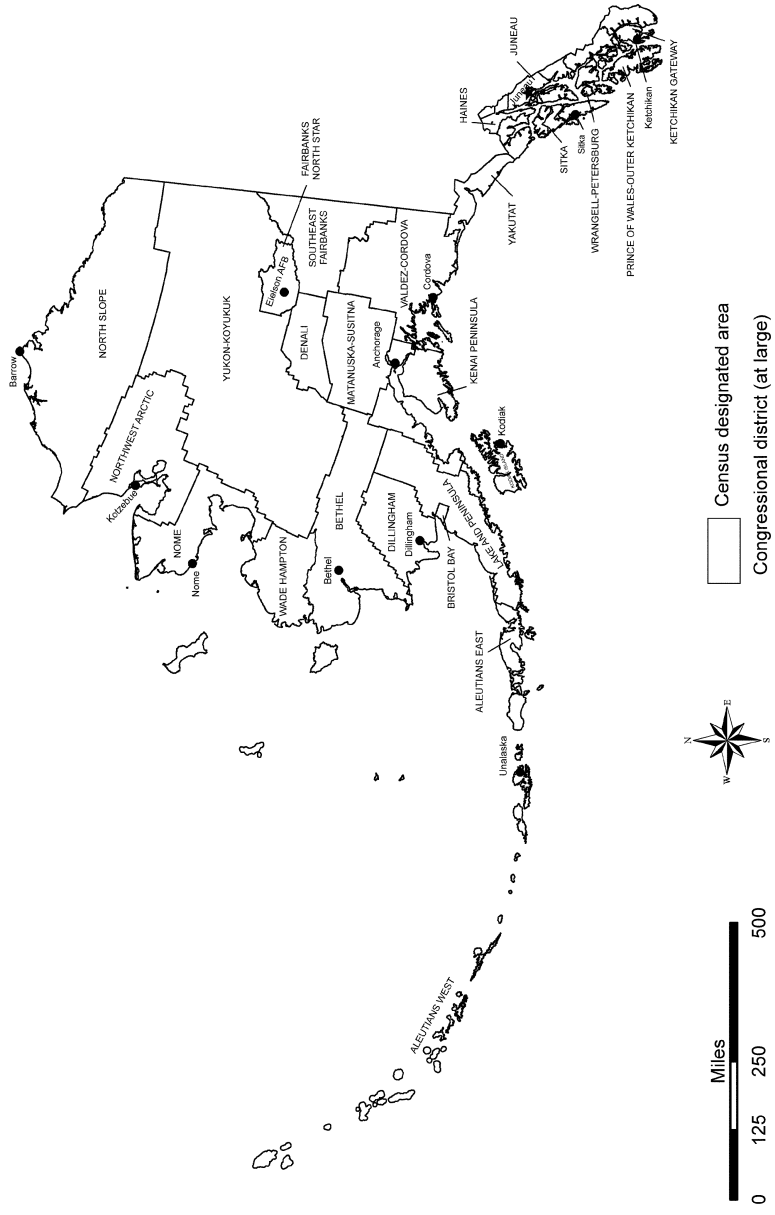 Barrow
NORTH SLOPE
NORTHWEST ARCTIC
Kotzebue
NOME
Nome
YUKON-KOYUKUK
FAIRBANKS
NORTH STAR
Eielson AFB
SOUTHEAST
FAIRBANKS
DENALI
MATANUSKA-SUSITNA
VALDEZ-CORDOVA
Anchorage
Cordova
KENAI PENINSULA
WADE HAMPTON
BETHEL
Bethel
DILLINGHAM
Dillingham
BRISTOL BAY
LAKE AND PENINSULA
Kodiak
ALEUTIANS EAST
Unalaska
ALEUTIANS WEST
HAINES
JUNEAU
Juneau
YAKUTAT
SITKA
Sitka
WRANGELL-PETERSBURG
PRINCE OF WALES-OUTER KETCHIKAN
Ketchikan
KETCHIKAN GATEWAY
N
W
E
S
Miles
0 125 250 500
Census designated area
Congressional district (at large)